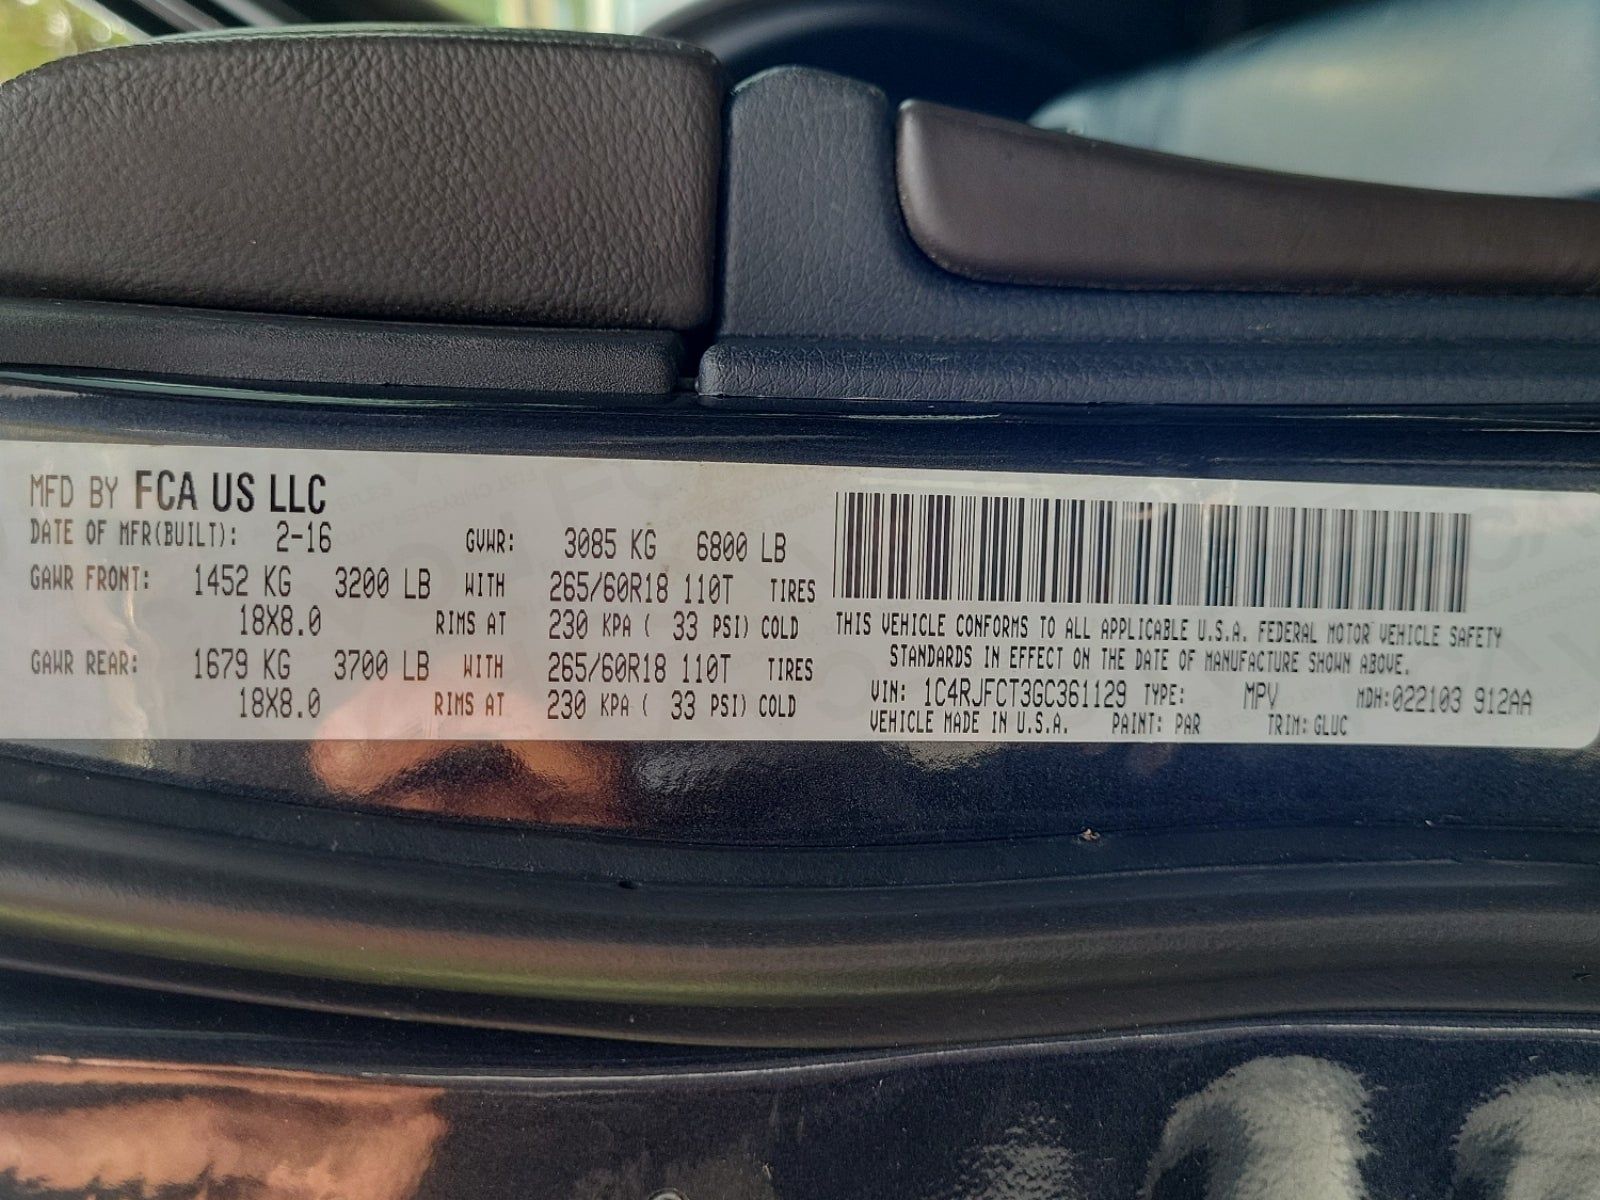 MFD BY FCA US LLC
DATE OF MFR(BUILT): 2-16 GVWR: 3085 KG 6800 LB
GAWR FRONT: 1452 KG 3200 LB WITH 265/60R18 110T TIRES
18X8.0 RIMS AT 230 KPA ( 33 PSI) COLD
GAWR REAR: 1679 KG 3700 LB WITH 265/60R18 110T TIRES
18X8.0 RIMS AT 230 KPA ( 33 PSI) COLD
THIS VEHICLE CONFORMS TO ALL APPLICABLE U.S.A. FEDERAL MOTOR VEHICLE SAFETY
STANDARDS IN EFFECT ON THE DATE OF MANUFACTURE SHOWN ABOVE.
VIN: 1C4RJFCT3GC361129 TYPE: MPV MDH:022103 912AA
VEHICLE MADE IN U.S.A. PAINT: PAR TRIM: GLUC